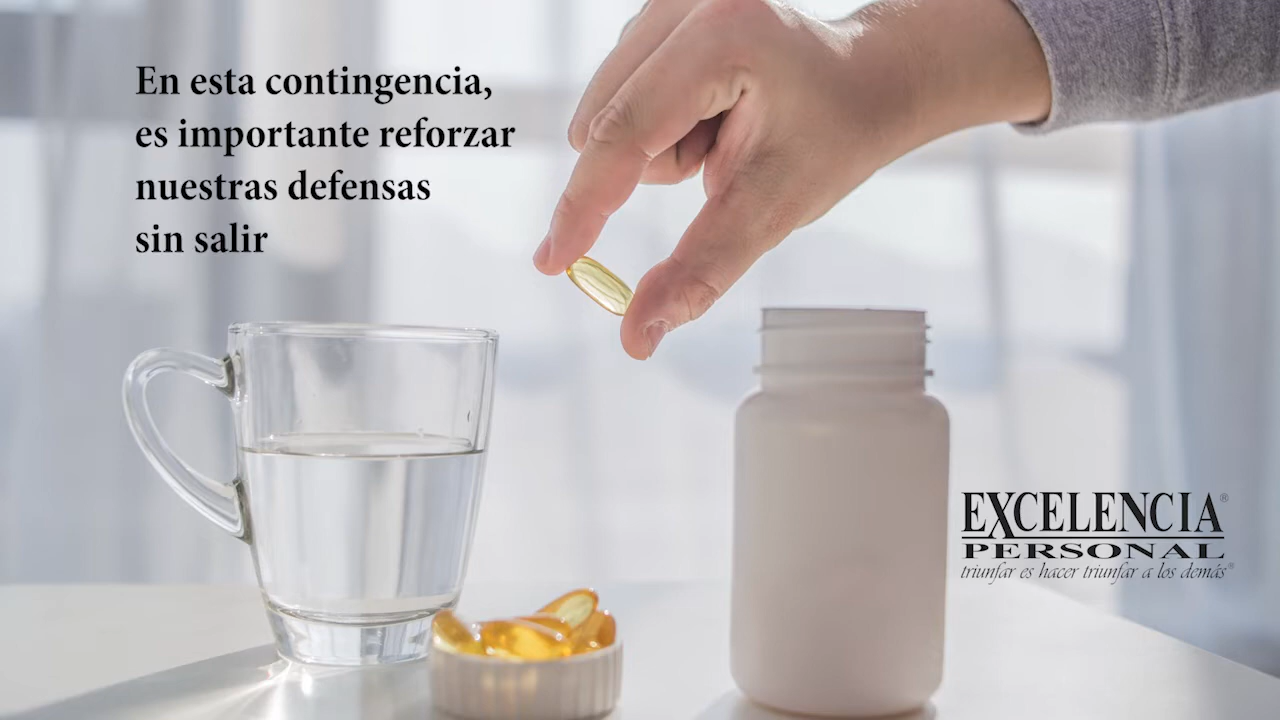 En esta contingencia,
es importante reforzar
nuestras defensas
sin salir
EXCELENCIA®
PERSONAL
triunfar es hacer triunfar a los demás®